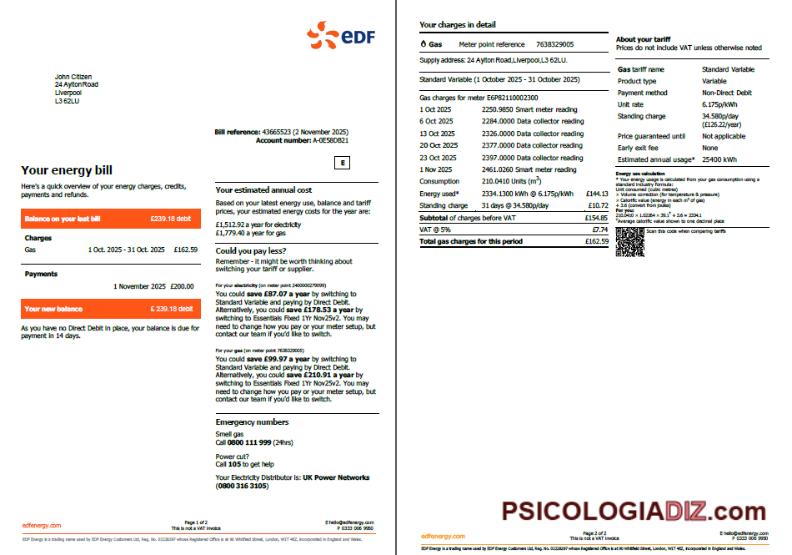 eDF
John Citizen
24 Aylton Road
Liverpool
L3 62LU
Bill reference: 43665523 (2 November 2025)
Account number: A-0E58DB21
E
Your energy bill
Here's a quick overview of your energy charges, credits,
payments and refunds.
Balance on your last bill £239.18 debit
Charges
Gas 1 Oct. 2025 - 31 Oct. 2025 £162.59
Payments
1 November 2025 £200.00
Your new balance £ 239.18 debit
As you have no Direct Debit in place, your balance is due for
payment in 14 days.
Your estimated annual cost
Based on your latest energy use, balance and tariff
prices, your estimated energy costs for the year are:
£1,512.92 a year for electricity
£1,779.40 a year for gas
Could you pay less?
Remember - it might be worth thinking about
switching your tariff or supplier.
For your electricity (on meter point 2400000270099)
You could save £87.07 a year by switching to
Standard Variable and paying by Direct Debit.
Alternatively, you could save £178.53 a year by
switching to Essentials Fixed 1Yr Nov25v2. You may
need to change how you pay or your meter setup, but
contact our team if you'd like to switch.
For your gas (on meter point 7638329005)
You could save £99.97 a year by switching to
Standard Variable and paying by Direct Debit.
Alternatively, you could save £210.91 a year by
switching to Essentials Fixed 1Yr Nov25v2. You may
need to change how you pay or your meter setup, but
contact our team if you'd like to switch.
Emergency numbers
Smell gas
Call 0800 111 999 (24hrs)
Power cut?
Call 105 to get help
Your Electricity Distributor is: UK Power Networks
(0800 316 3105)
edfenergy.com
Page 1 of 2
This is not a VAT invoice
E hello@edfenergy.com
P 0333 006 9950
EDF Energy is a trading name used by EDF Energy Customers Ltd, Reg. No. 02228297 whose Registered Office is at 90 Whitfield Street, London, W1T 4EZ, incorporated in England and Wales.
Your charges in detail
Gas Meter point reference 7638329005
Supply address: 24 Aylton Road,Liverpool,L3 62LU.
Standard Variable (1 October 2025 - 31 October 2025)
Gas charges for meter E6P82110002300
1 Oct 2025 2250.9850 Smart meter reading
6 Oct 2025 2284.0000 Data collector reading
13 Oct 2025 2326.0000 Data collector reading
20 Oct 2025 2377.0000 Data collector reading
23 Oct 2025 2397.0000 Data collector reading
1 Nov 2025 2461.0260 Smart meter reading
Consumption 210.0410 Units (m³)
Energy used* 2334.1000 kWh @ 6.175p/kWh £144.13
Standing charge 31 days @ 34.580p/day £10.72
Subtotal of charges before VAT £154.85
VAT @ 5% £7.74
Total gas charges for this period £162.59
About your tariff
Prices do not include VAT unless otherwise noted
Gas tariff name Standard Variable
Product type Variable
Payment method Non-Direct Debit
Unit rate 6.175p/kWh
Standing charge 34.580p/day
(£126.22/year)
Price guaranteed until Not applicable
Early exit fee None
Estimated annual usage* 25400 kWh
Energy use calculation
* Your energy usage is calculated from your gas consumption using a
standard industry formula:
Unit consumed (cubic metres)
× Volume correction (for temperature & pressure)
× Calorific value (energy in each m³ of gas)
÷ 3.6 (convert from joules)
For you:
210.0410 × 1.02264 × 39.1* ÷ 3.6 = 2334.1
*Average calorific value shown to one decimal place
Scan this code when comparing tariffs
PSICOLOGIADIZ.com
edfenergy.com
Page 2 of 2
This is not a VAT invoice
E hello@edfenergy.com
P 0333 006 9950
EDF Energy is a trading name used by EDF Energy Customers Ltd, Reg. No. 02228297 whose Registered Office is at 90 Whitfield Street, London, W1T 4EZ, incorporated in England and Wales.